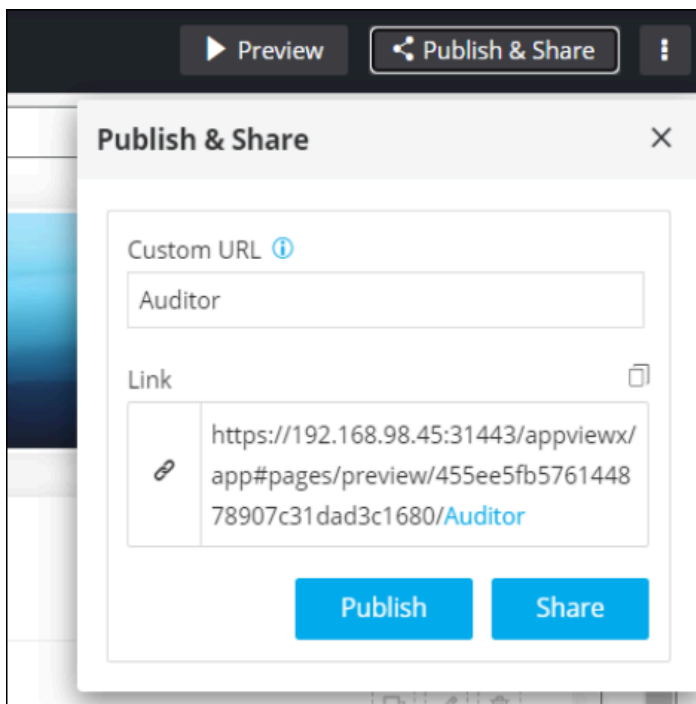 Preview
Publish & Share
Publish & Share
Custom URL
Auditor
Link
https://192.168.98.45:31443/appviewx/
app#pages/preview/455ee5fb5761448
78907c31dad3c1680/Auditor
Publish
Share